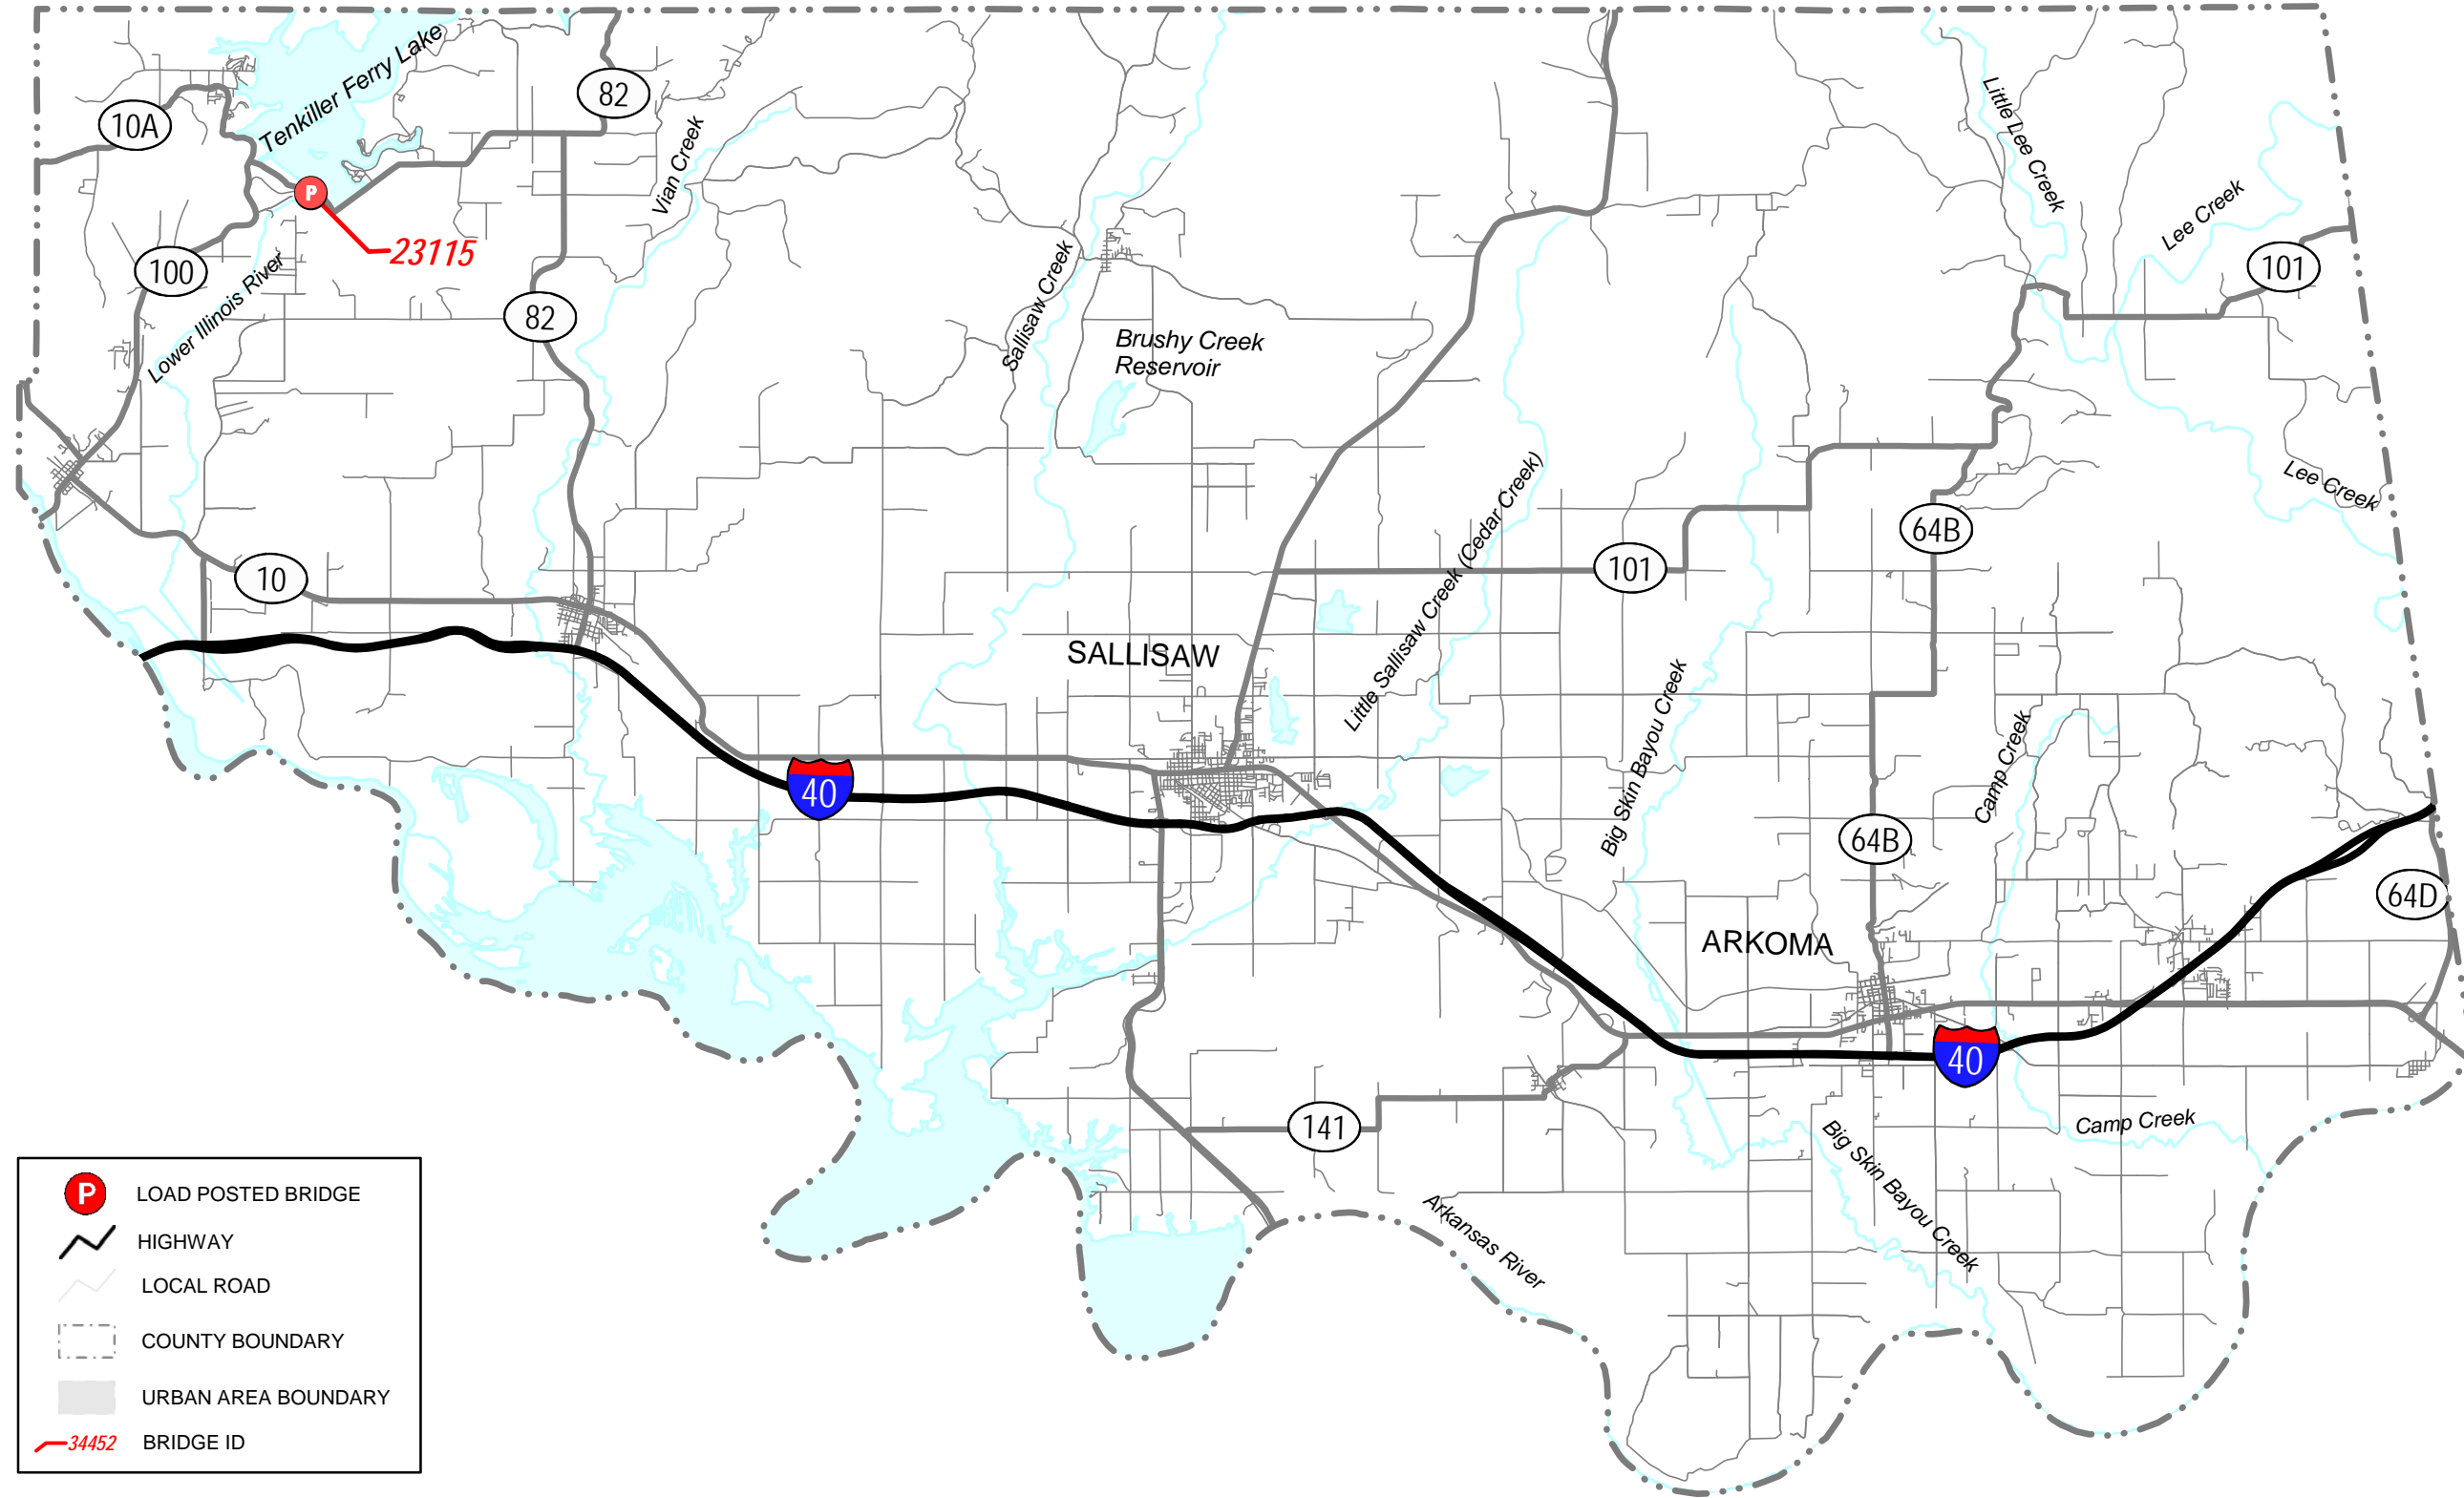 Tenkiller Ferry Lake
82
10A
Little Lee Creek
Vian Creek
P
Lee Creek
23115
100
101
Lower Illinois River
82
Sallisaw Creek
Brushy Creek
Reservoir
Lee Creek
64B
Little Sallisaw Creek (Cedar Creek)
101
10
SALLISAW
Big Skin Bayou Creek
Camp Creek
40
64B
64D
ARKOMA
40
141
Camp Creek
Big Skin Bayou Creek
Arkansas River
P LOAD POSTED BRIDGE
HIGHWAY
LOCAL ROAD
COUNTY BOUNDARY
URBAN AREA BOUNDARY
34452 BRIDGE ID